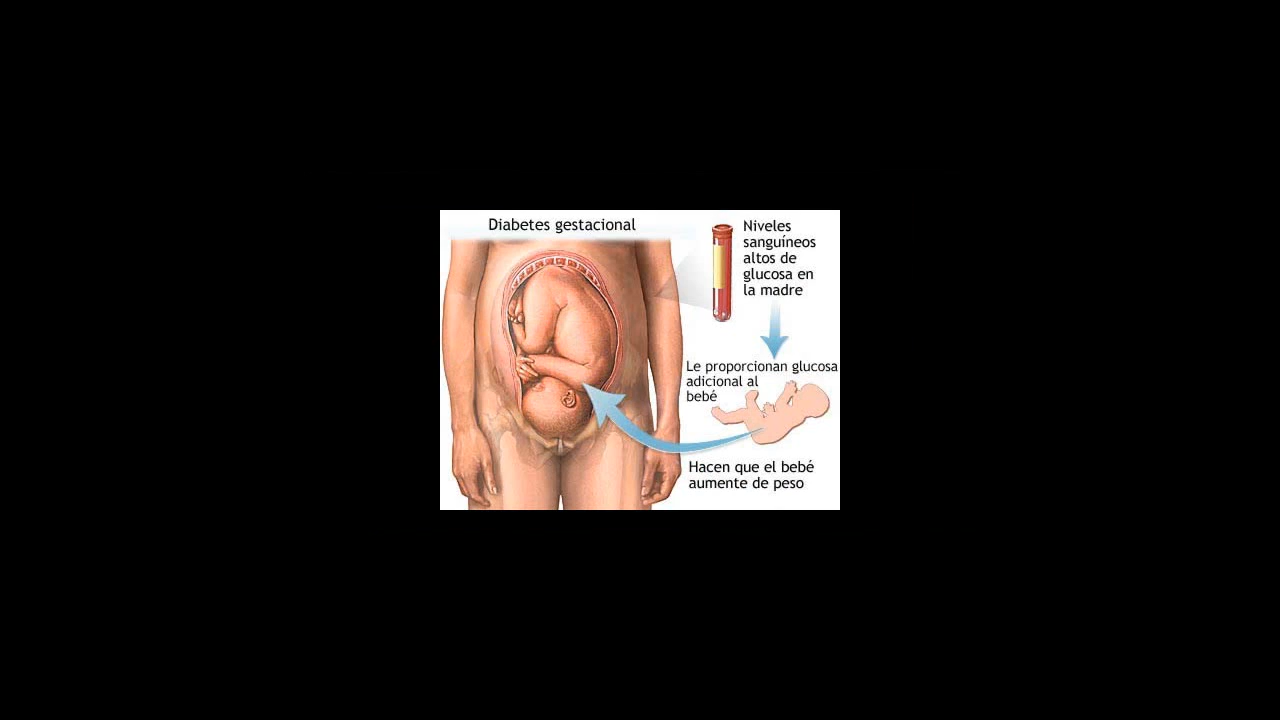 Diabetes gestacional
Niveles
sanguíneos
altos de
glucosa en
la madre
Le proporcionan glucosa
adicional al
bebé
Hacen que el bebé
aumente de peso